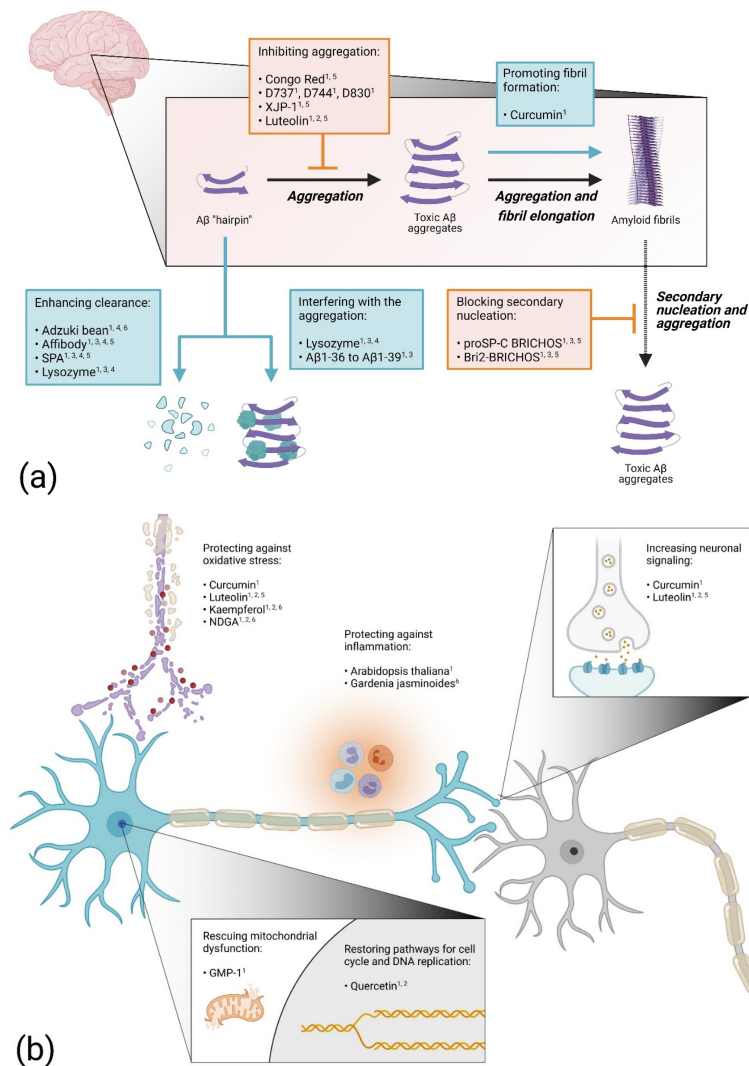 Inhibiting aggregation:
• Congo Red1, 5
• D7371, D7441, D8301
• XJP-11, 5
• Luteolin1, 2, 5
Promoting fibril
formation:
• Curcumin1
Aβ "hairpin"
Aggregation
Toxic Aβ
aggregates
Aggregation and
fibril elongation
Amyloid fibrils
Enhancing clearance:
• Adzuki bean1, 4, 6
• Affibody1, 3, 4, 5
• SPA1, 3, 4, 5
• Lysozyme1, 3, 4
Interfering with the
aggregation:
• Lysozyme1, 3, 4
• Aβ1-36 to Aβ1-391, 3
Blocking secondary
nucleation:
• proSP-C BRICHOS1, 3, 5
• Bri2-BRICHOS1, 3, 5
Secondary
nucleation and
aggregation
Toxic Aβ
aggregates
(a)
Protecting against
oxidative stress:
• Curcumin1
• Luteolin1, 2, 5
• Kaempferol1, 2, 6
• NDGA1, 2, 6
Protecting against
inflammation:
• Arabidopsis thaliana1
• Gardenia jasminoides6
Increasing neuronal
signaling:
• Curcumin1
• Luteolin1, 2, 5
Rescuing mitochondrial
dysfunction:
• GMP-11
Restoring pathways for cell
cycle and DNA replication:
• Quercetin1, 2
(b)